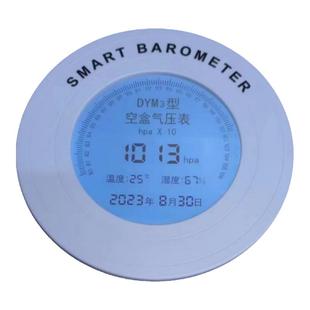 SMART BAROMETER
DYM3型
空盒气压表
hpa X 10
1013 hpa
温度:25℃ 湿度:67%
2023年 8月30日